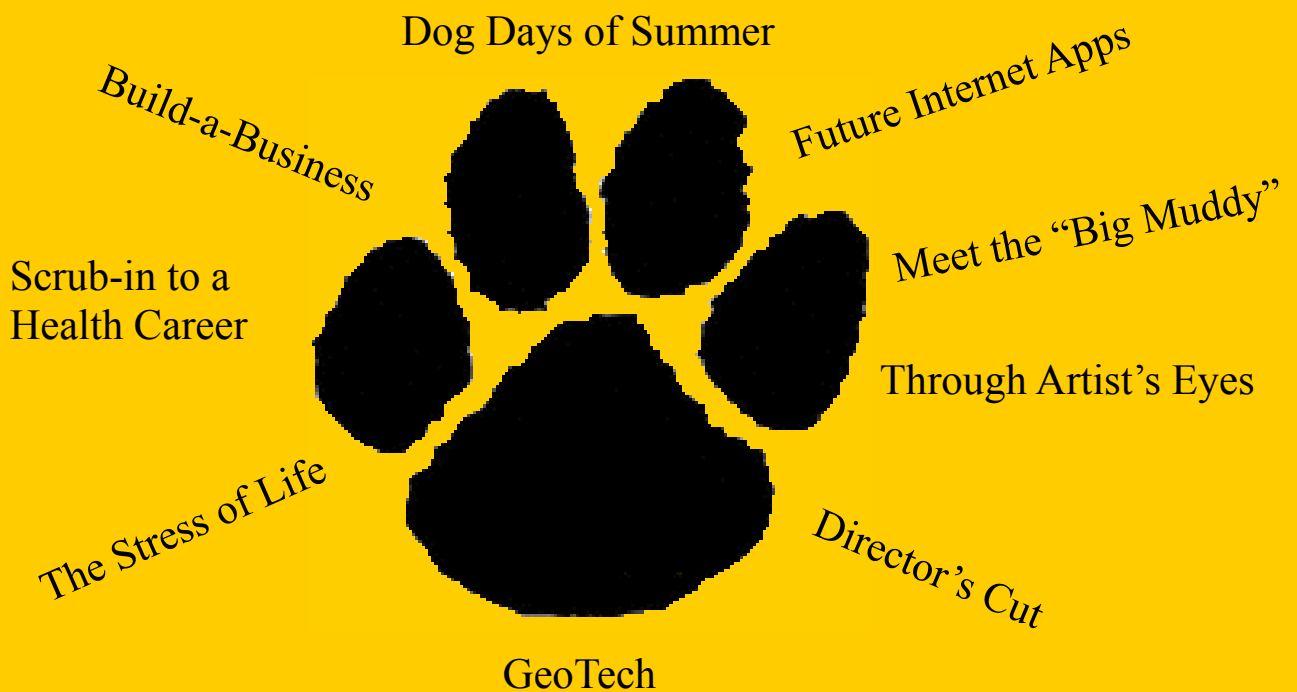 Dog Days of Summer
Build-a-Business
Future Internet Apps
Meet the “Big Muddy”
Scrub-in to a
Health Career
Through Artist’s Eyes
The Stress of Life
Director’s Cut
GeoTech